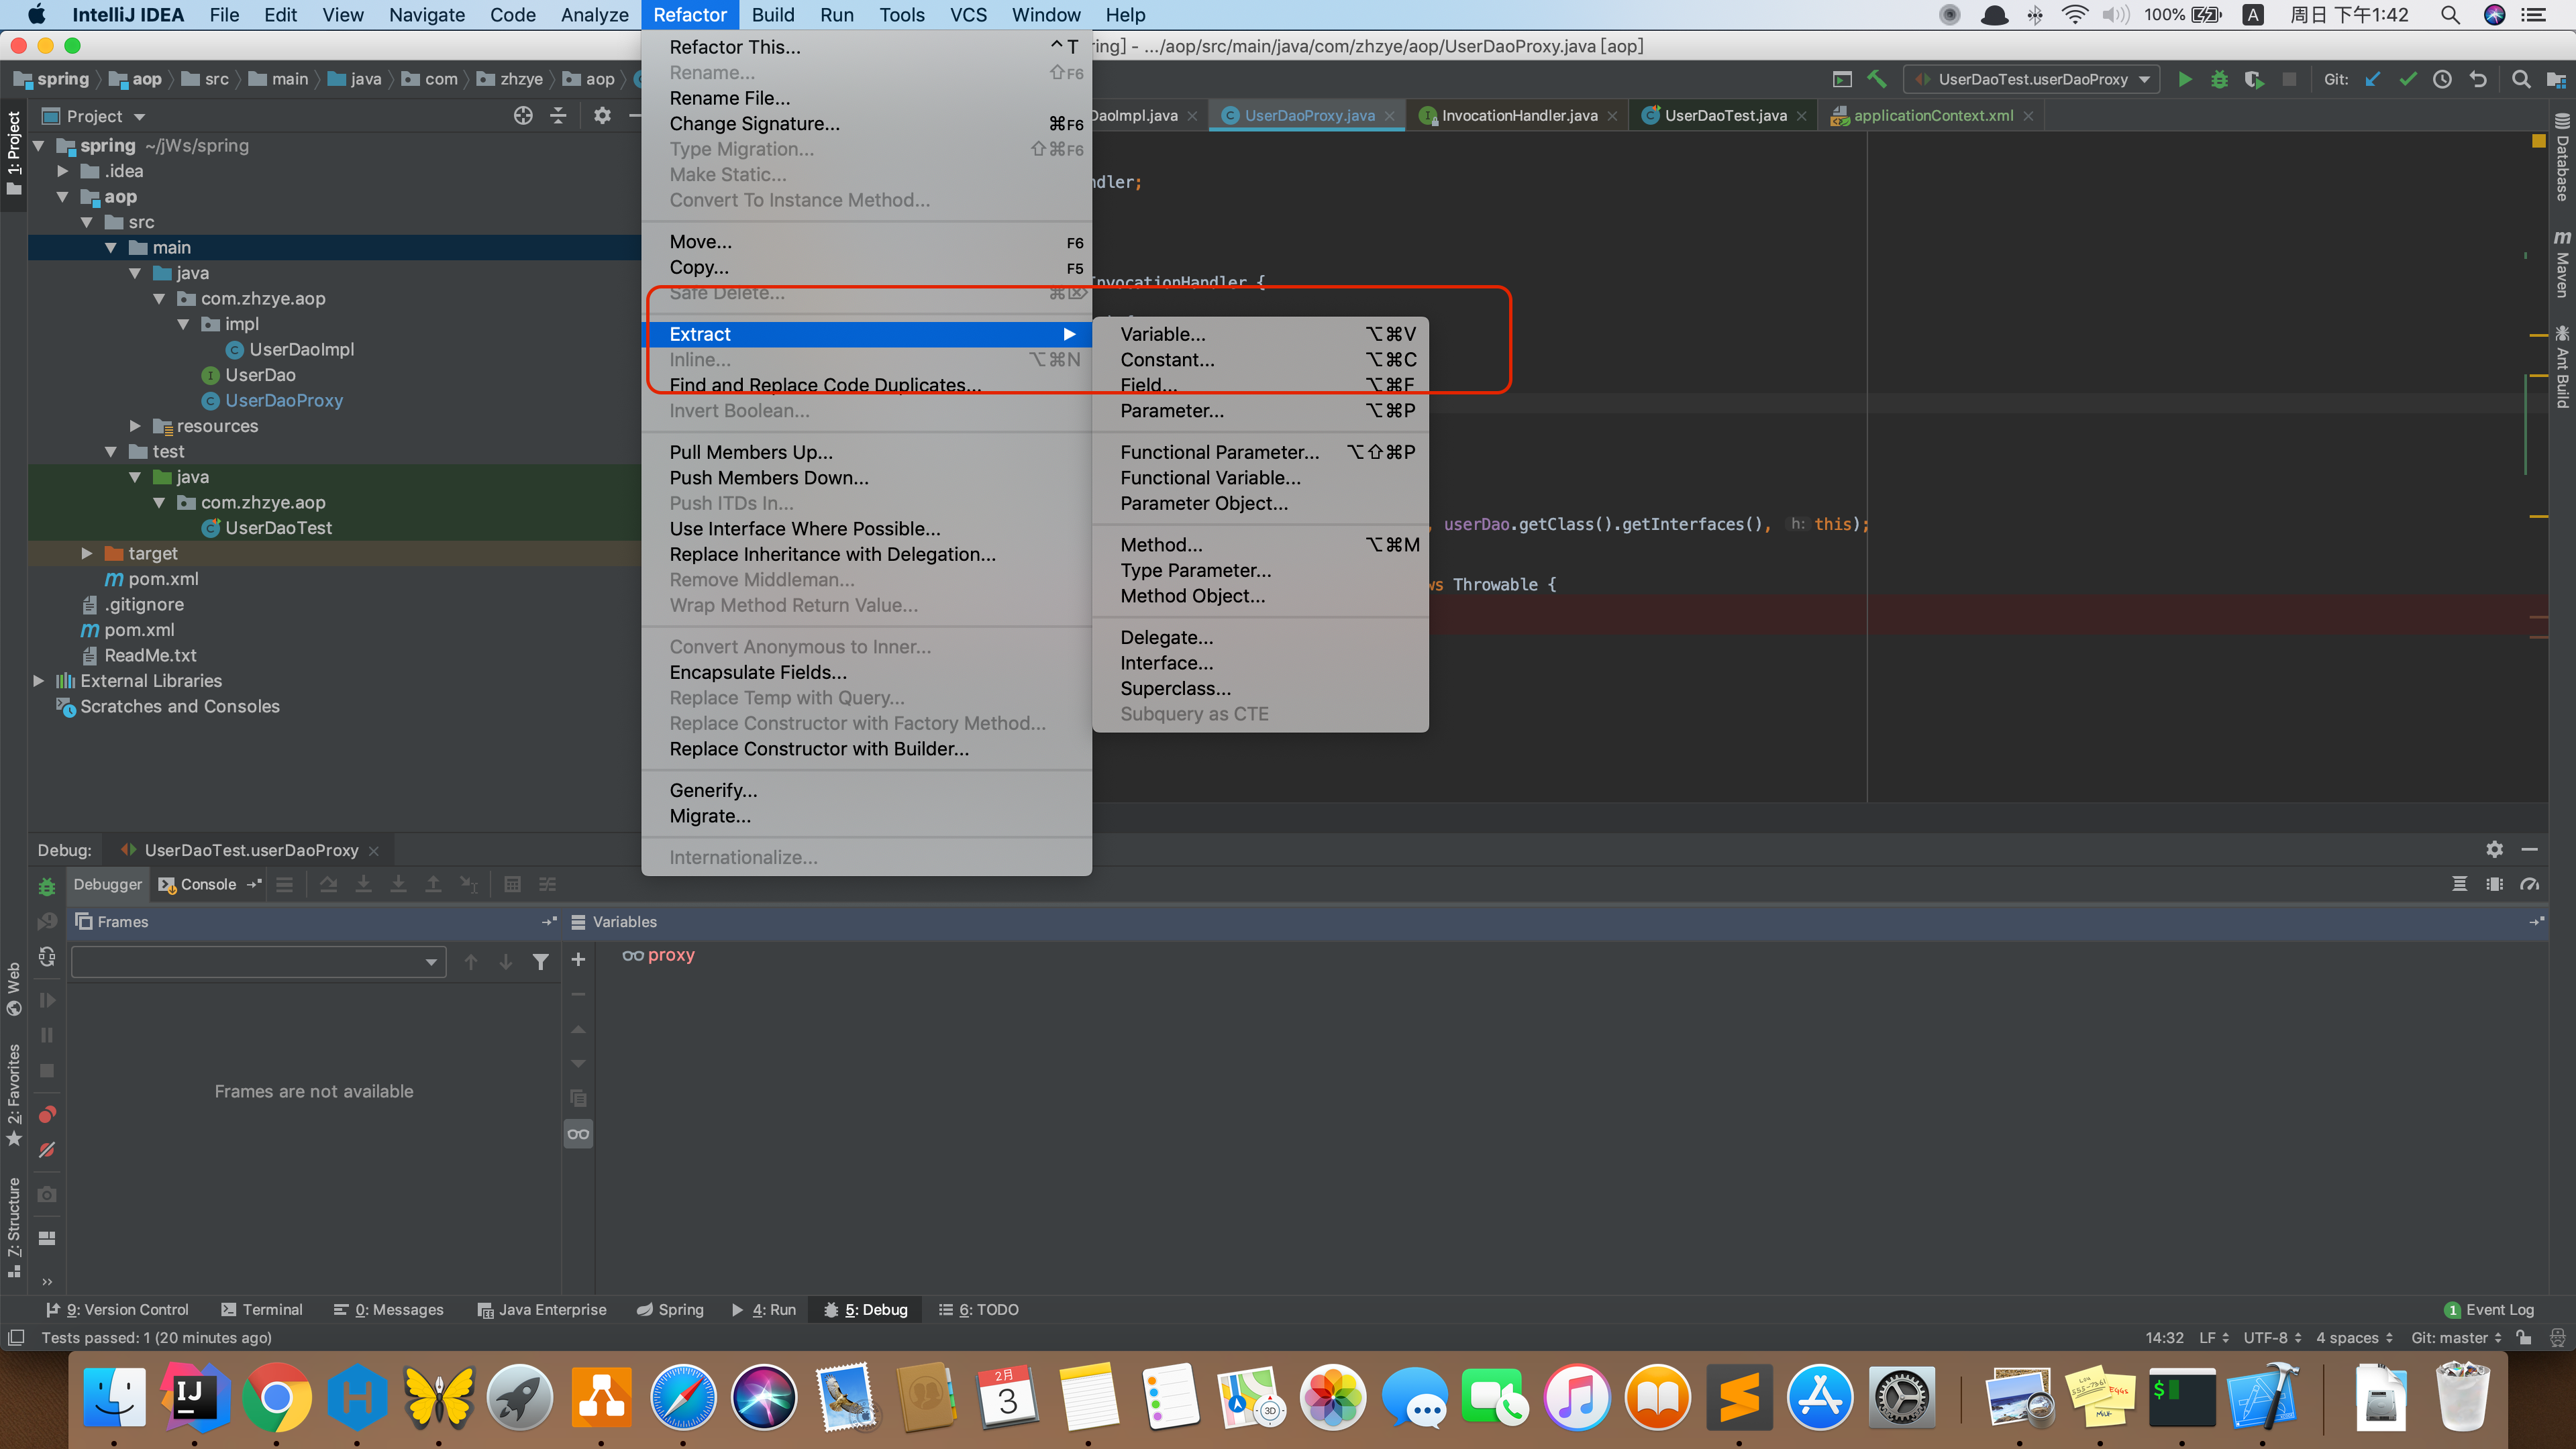 IntelliJ IDEA File Edit View Navigate Code Analyze Refactor Build Run Tools VCS Window Help 100% A 周日 下午1:42
ring] - .../aop/src/main/java/com/zhzye/aop/UserDaoProxy.java [aop]
spring aop src main java com zhzye aop UserDaoTest.userDaoProxy Git:
Project
DaoImpl.java UserDaoProxy.java InvocationHandler.java UserDaoTest.java applicationContext.xml
1: Project
spring ~/jWs/spring
.idea
aop
src
main
java
com.zhzye.aop
impl
UserDaoImpl
UserDao
UserDaoProxy
resources
test
java
com.zhzye.aop
UserDaoTest
target
pom.xml
.gitignore
pom.xml
ReadMe.txt
External Libraries
Scratches and Consoles
Refactor This... ^T
Rename... ⇧F6
Rename File...
Change Signature... ⌘F6
Type Migration... ⇧⌘F6
Make Static...
Convert To Instance Method...
Move... F6
Copy... F5
Safe Delete... ⌘⌦
Extract
Inline... ⌥⌘N
Find and Replace Code Duplicates...
Invert Boolean...
Pull Members Up...
Push Members Down...
Push ITDs In...
Use Interface Where Possible...
Replace Inheritance with Delegation...
Remove Middleman...
Wrap Method Return Value...
Convert Anonymous to Inner...
Encapsulate Fields...
Replace Temp with Query...
Replace Constructor with Factory Method...
Replace Constructor with Builder...
Generify...
Migrate...
Internationalize...
Variable... ⌥⌘V
Constant... ⌥⌘C
Field... ⌥⌘F
Parameter... ⌥⌘P
Functional Parameter... ⌥⇧⌘P
Functional Variable...
Parameter Object...
Method... ⌥⌘M
Type Parameter...
Method Object...
Delegate...
Interface...
Superclass...
Subquery as CTE
ndler;
InvocationHandler {
, userDao.getClass().getInterfaces(), h: this);
ws Throwable {
Database
Maven
Ant Build
Debug: UserDaoTest.userDaoProxy
Debugger Console
Frames Variables
proxy
Frames are not available
Web
2: Favorites
7: Structure
9: Version Control Terminal 0: Messages Java Enterprise Spring 4: Run 5: Debug 6: TODO 1 Event Log
Tests passed: 1 (20 minutes ago) 14:32 LF UTF-8 4 spaces Git: master
IJ
2月
3
3D
EGGS
MILK
$